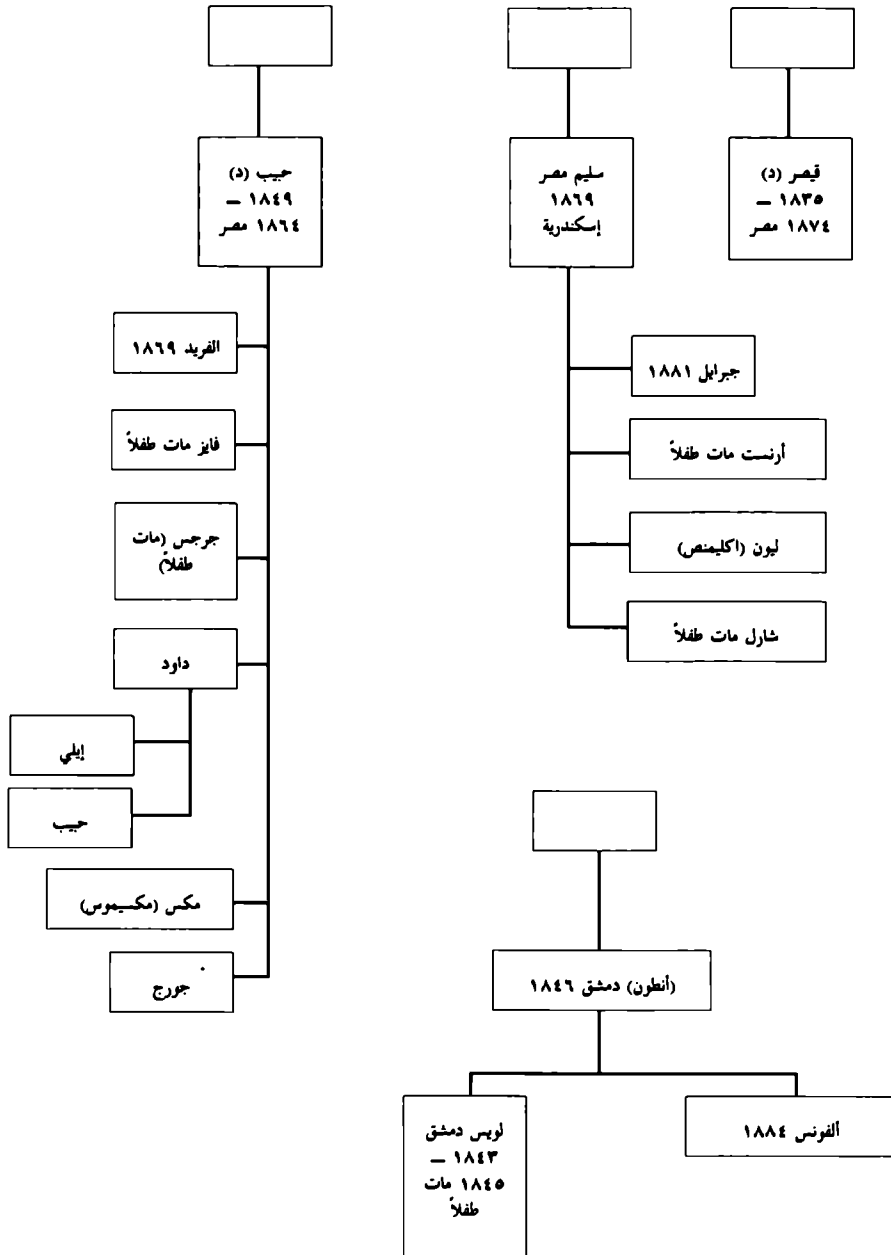 قيصر (د)
١٨٣٥ —
١٨٧٤ مصر
سليم مصر
١٨٦٩
إسكندرية
جبرايل ١٨٨١
أرنست مات طفلاً
ليون (اكليمنص)
شارل مات طفلاً
حبيب (د)
١٨٤٩ —
١٨٦٤ مصر
الفريد ١٨٦٩
فايز مات طفلاً
جرجس (مات
طفلاً)
داود
إيلي
حبيب
مكس (مكسيموس)
جورج
(أنطون) دمشق ١٨٤٦
ألفونس ١٨٨٤
لويس دمشق
١٨٤٣ —
١٨٤٥ مات
طفلاً